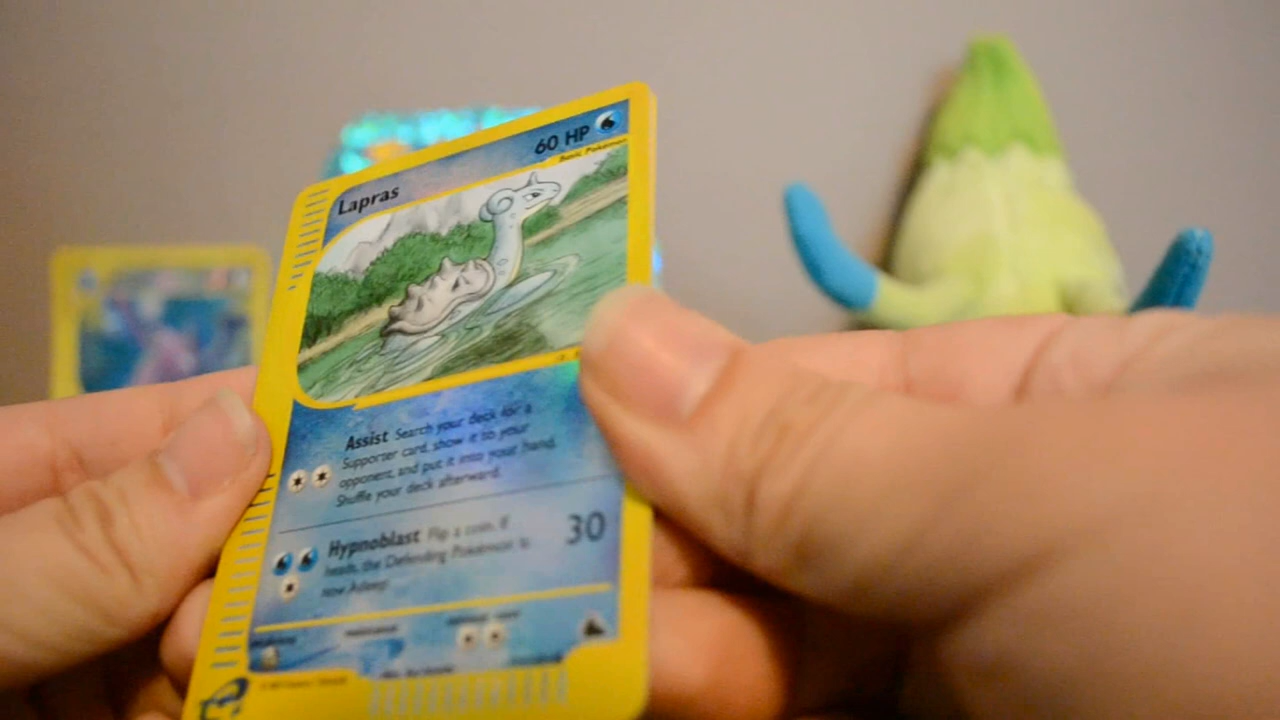 60 HP
Basic Pokémon
Lapras
Assist Search your deck for a
Supporter card, show it to your
opponent, and put it into your hand.
Shuffle your deck afterward.
Hypnoblast Flip a coin. If
heads, the Defending Pokémon is
now Asleep.
30